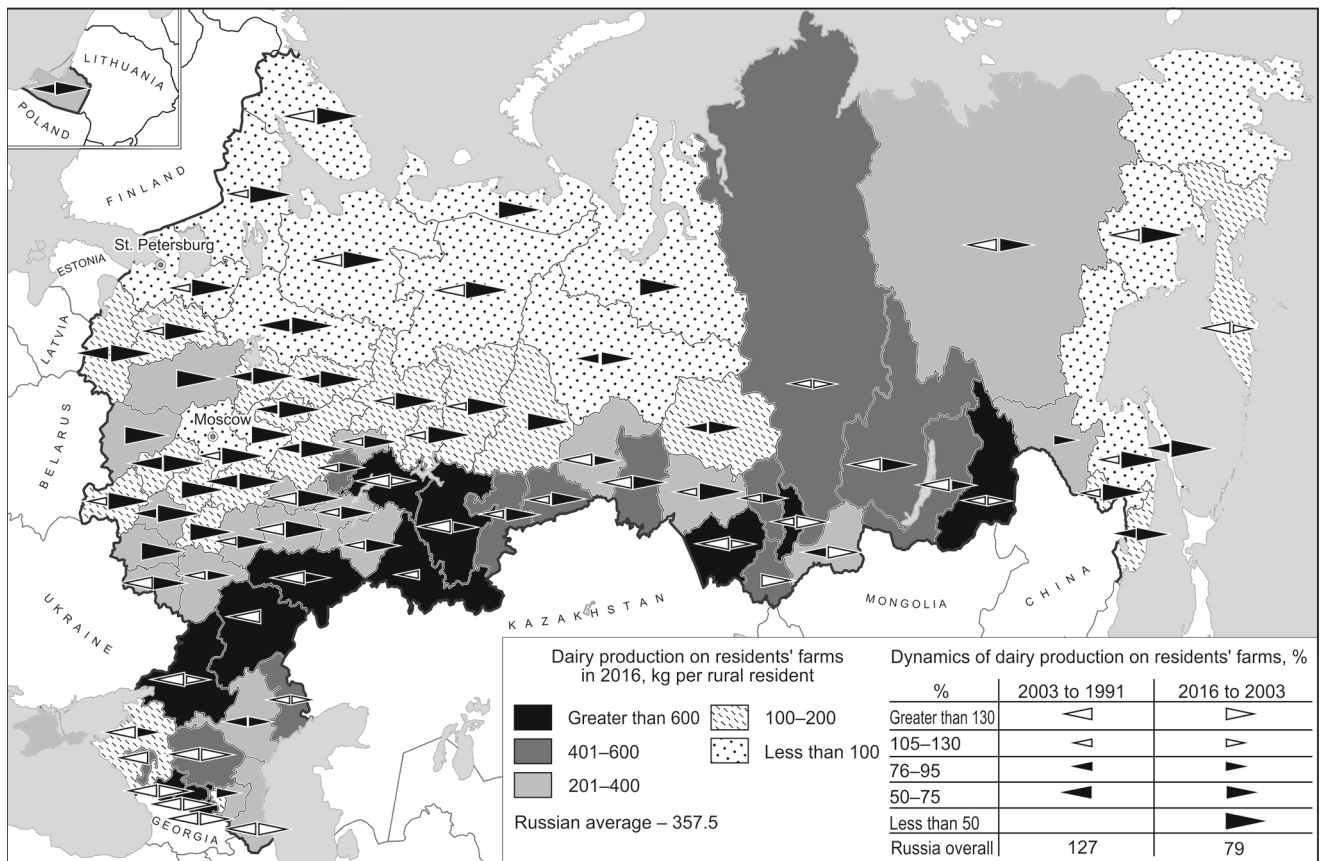 LITHUANIA
POLAND
FINLAND
St. Petersburg
ESTONIA
LATVIA
BELARUS
Moscow
UKRAINE
KAZAKHSTAN
MONGOLIA
CHINA
GEORGIA
Dairy production on residents' farms
in 2016, kg per rural resident
Greater than 600
401–600
201–400
100–200
Less than 100
Russian average – 357.5
Dynamics of dairy production on residents' farms, %
% 2003 to 1991 2016 to 2003
Greater than 130
105–130
76–95
50–75
Less than 50
Russia overall 127 79